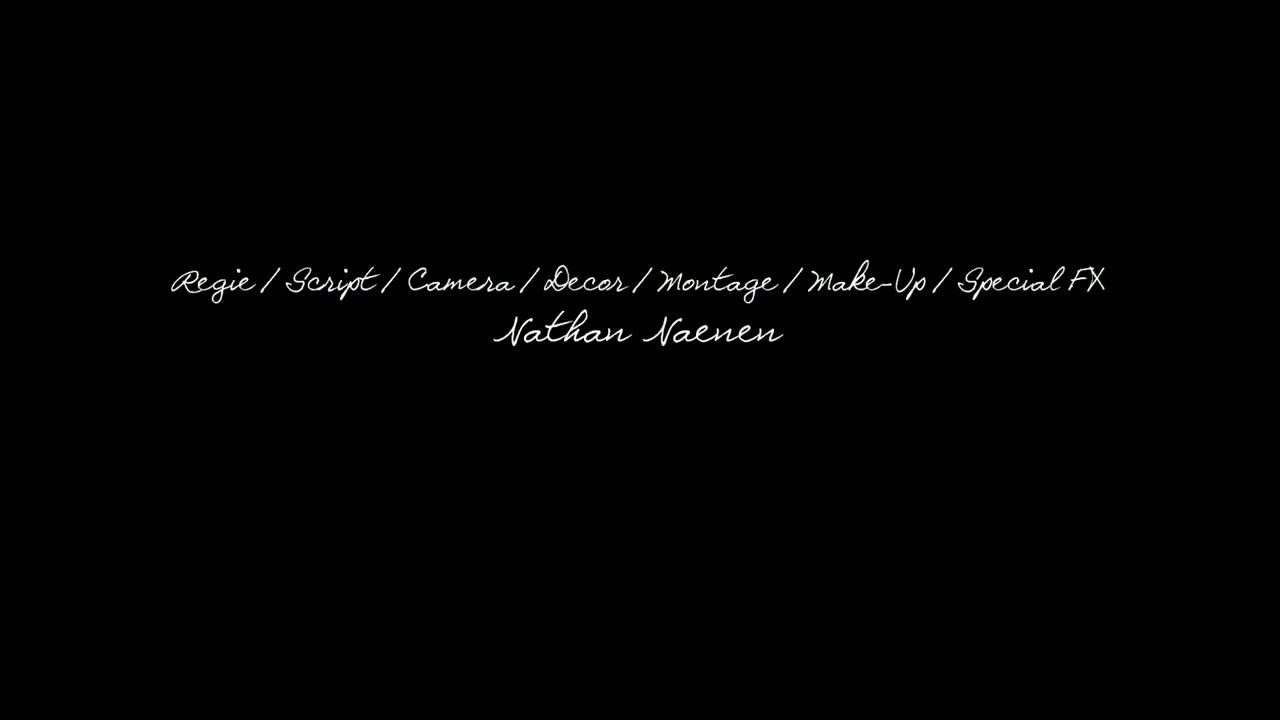 Regie / Script / Camera / Decor / Montage / Make-Up / Special FX
Nathan Naenen